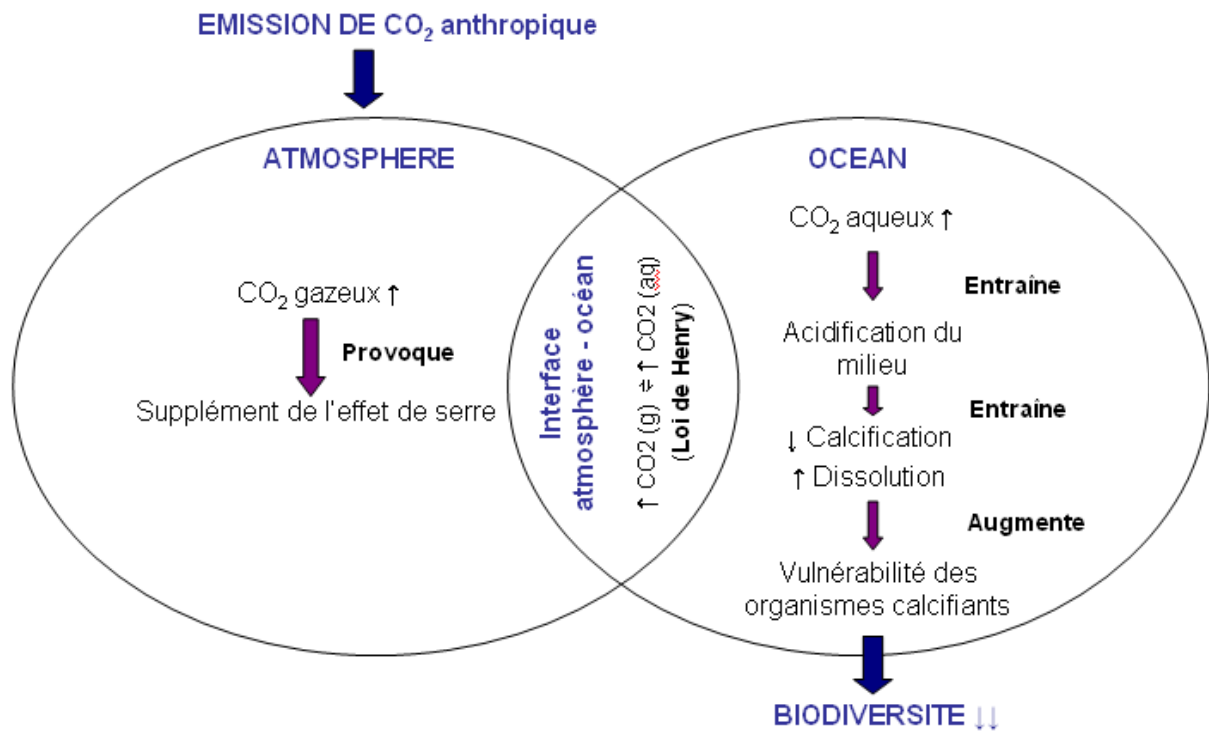 EMISSION DE CO₂ anthropique
ATMOSPHERE
CO₂ gazeux ↑
Provoque
Supplément de l'effet de serre
Interface
atmosphère - océan
↑ CO2 (g) ⇌ ↑ CO2 (aq)
(Loi de Henry)
OCEAN
CO₂ aqueux ↑
Entraîne
Acidification du
milieu
Entraîne
↓ Calcification
↑ Dissolution
Augmente
Vulnérabilité des
organismes calcifiants
BIODIVERSITE ↓↓